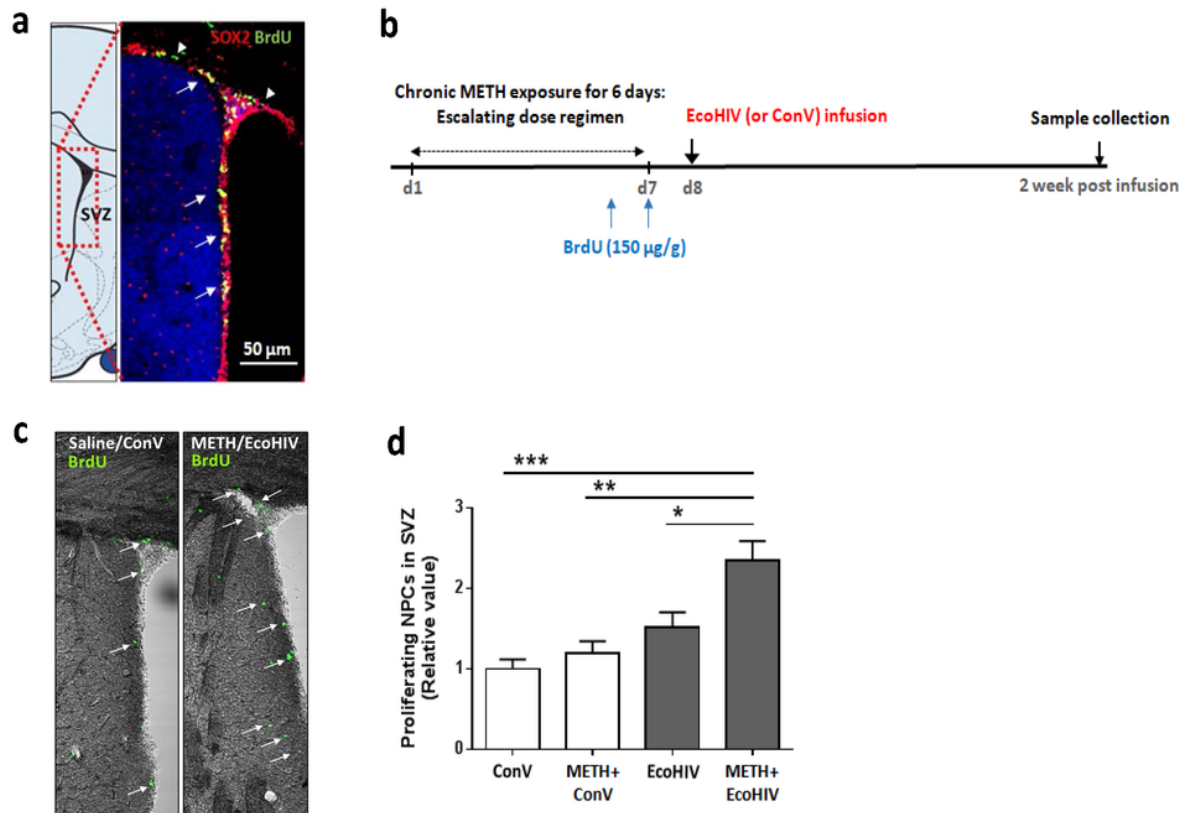 a
SOX2 BrdU
SVZ
50 µm
b
Chronic METH exposure for 6 days:
Escalating dose regimen
EcoHIV (or ConV) infusion
Sample collection
d1
d7
d8
2 week post infusion
BrdU (150 µg/g)
c
Saline/ConV
BrdU
METH/EcoHIV
BrdU
d
***
**
*
Proliferating NPCs in SVZ
(Relative value)
3
2
1
0
ConV
METH+
ConV
EcoHIV
METH+
EcoHIV